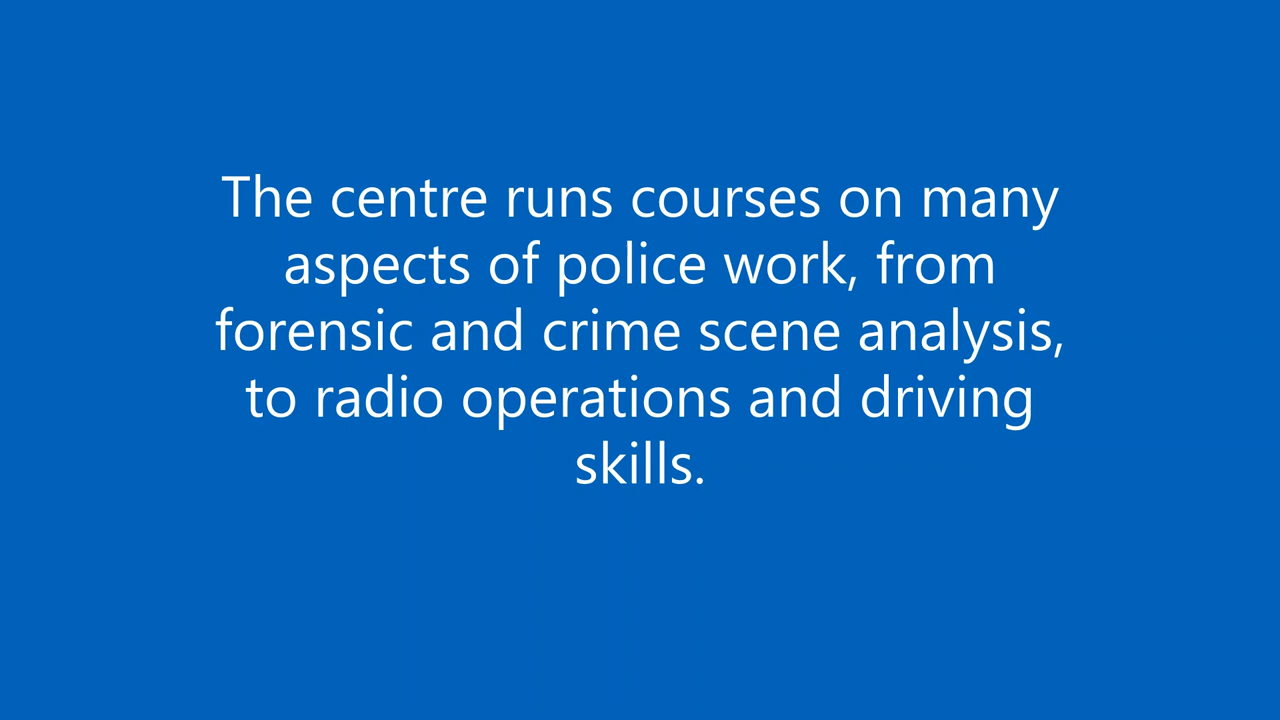 The centre runs courses on many
aspects of police work, from
forensic and crime scene analysis,
to radio operations and driving
skills.